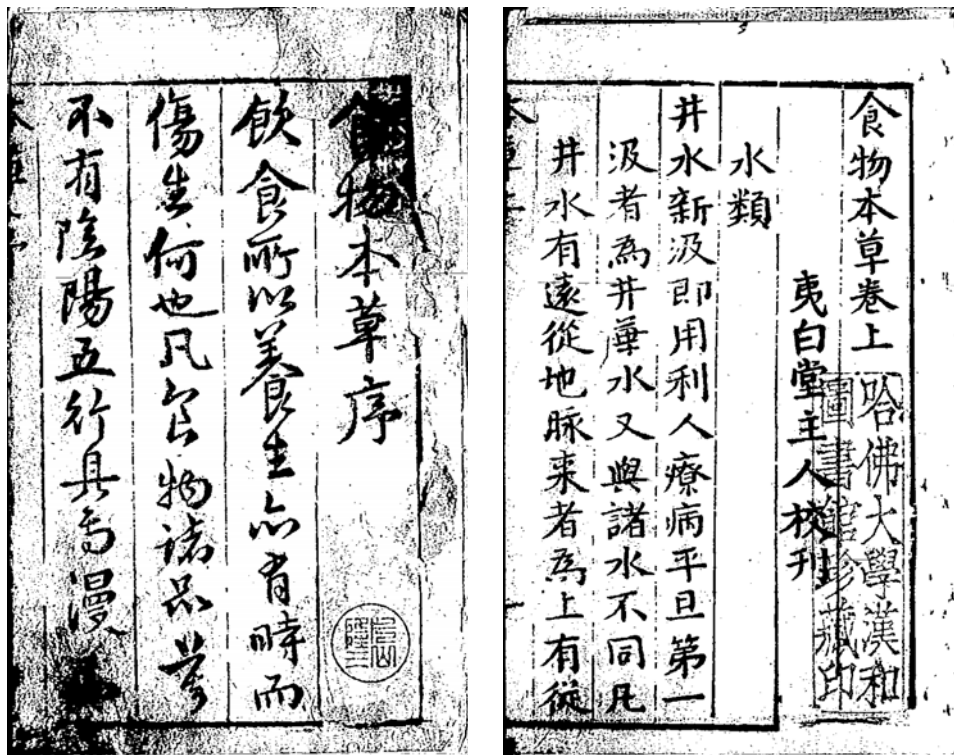 食物本草序
飲食所以養生亦有時而
傷生何也凡食物諸品莫
不有陰陽五行具焉漫
食物本草卷上
夷白堂主人校刊
水類
井水新汲即用利人療病平旦第一
汲者為井華水又與諸水不同凡
井水有遠從地脉来者為上有從
哈佛大學漢和
圖書館珍藏印